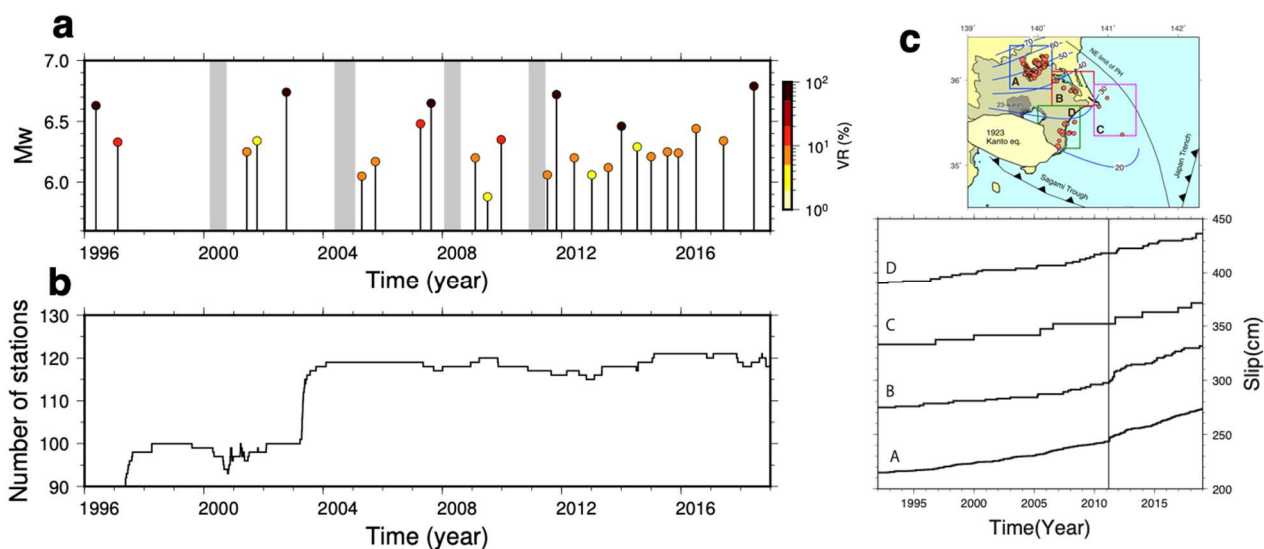 a
7.0
6.5
6.0
Mw
1996
2000
2004
2008
2012
2016
Time (year)
10²
10¹
10⁰
VR (%)
b
130
120
110
100
90
Number of stations
1996
2000
2004
2008
2012
2016
Time (year)
c
139°
140°
141°
142°
36°
35°
70
60
50
40
30
23
20
A
B
D
C
NE limit of PH
1923
Kanto eq.
Sagami Trough
Japan Trench
450
400
350
300
250
200
Slip(cm)
D
C
B
A
1995
2000
2005
2010
2015
Time(Year)